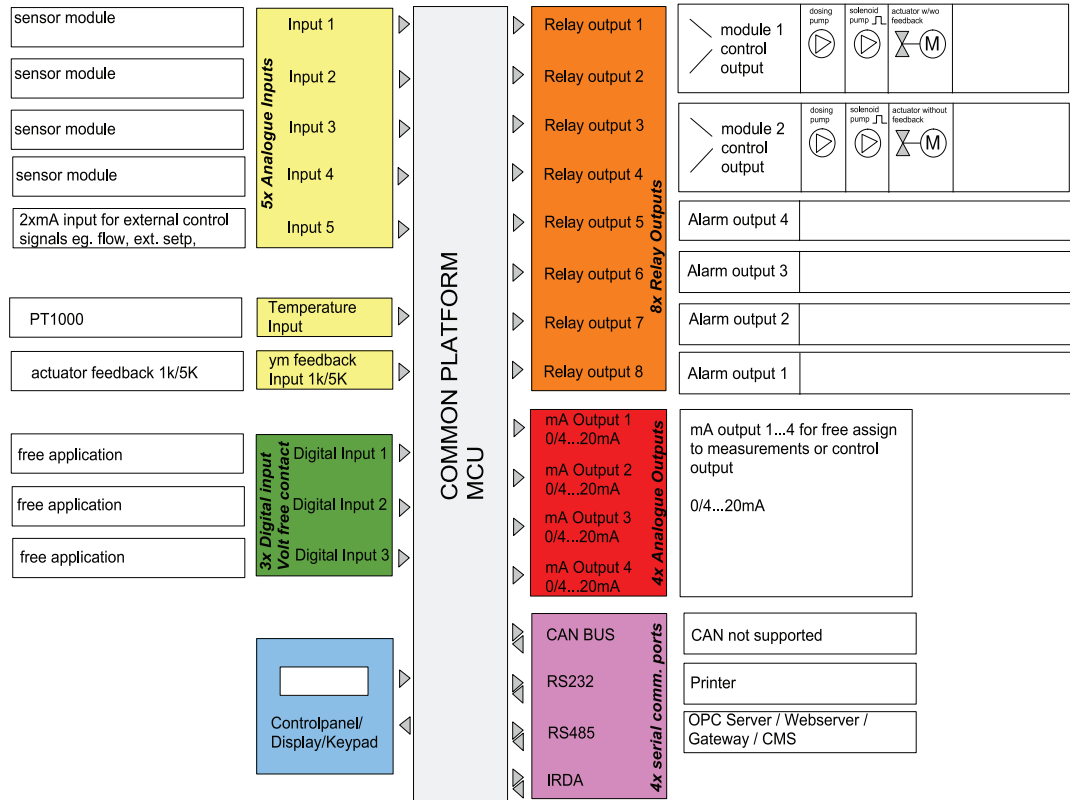 sensor module
sensor module
sensor module
sensor module
2xmA input for external control
signals eg. flow, ext. setp,
PT1000
actuator feedback 1k/5K
free application
free application
free application
5x Analogue Inputs
Input 1
Input 2
Input 3
Input 4
Input 5
Temperature
Input
ym feedback
Input 1k/5K
3x Digital input
Volt free contact
Digital Input 1
Digital Input 2
Digital Input 3
Controlpanel/
Display/Keypad
COMMON PLATFORM
MCU
Relay output 1
Relay output 2
Relay output 3
Relay output 4
Relay output 5
Relay output 6
Relay output 7
Relay output 8
8x Relay Outputs
mA Output 1
0/4...20mA
mA Output 2
0/4...20mA
mA Output 3
0/4...20mA
mA Output 4
0/4...20mA
4x Analogue Outputs
CAN BUS
RS232
RS485
IRDA
4x serial comm. ports
module 1
control
output
dosing
pump
solenoid
pump
actuator w/wo
feedback
M
module 2
control
output
dosing
pump
solenoid
pump
actuator without
feedback
M
Alarm output 4
Alarm output 3
Alarm output 2
Alarm output 1
mA output 1...4 for free assign
to measurements or control
output
0/4...20mA
CAN not supported
Printer
OPC Server / Webserver /
Gateway / CMS